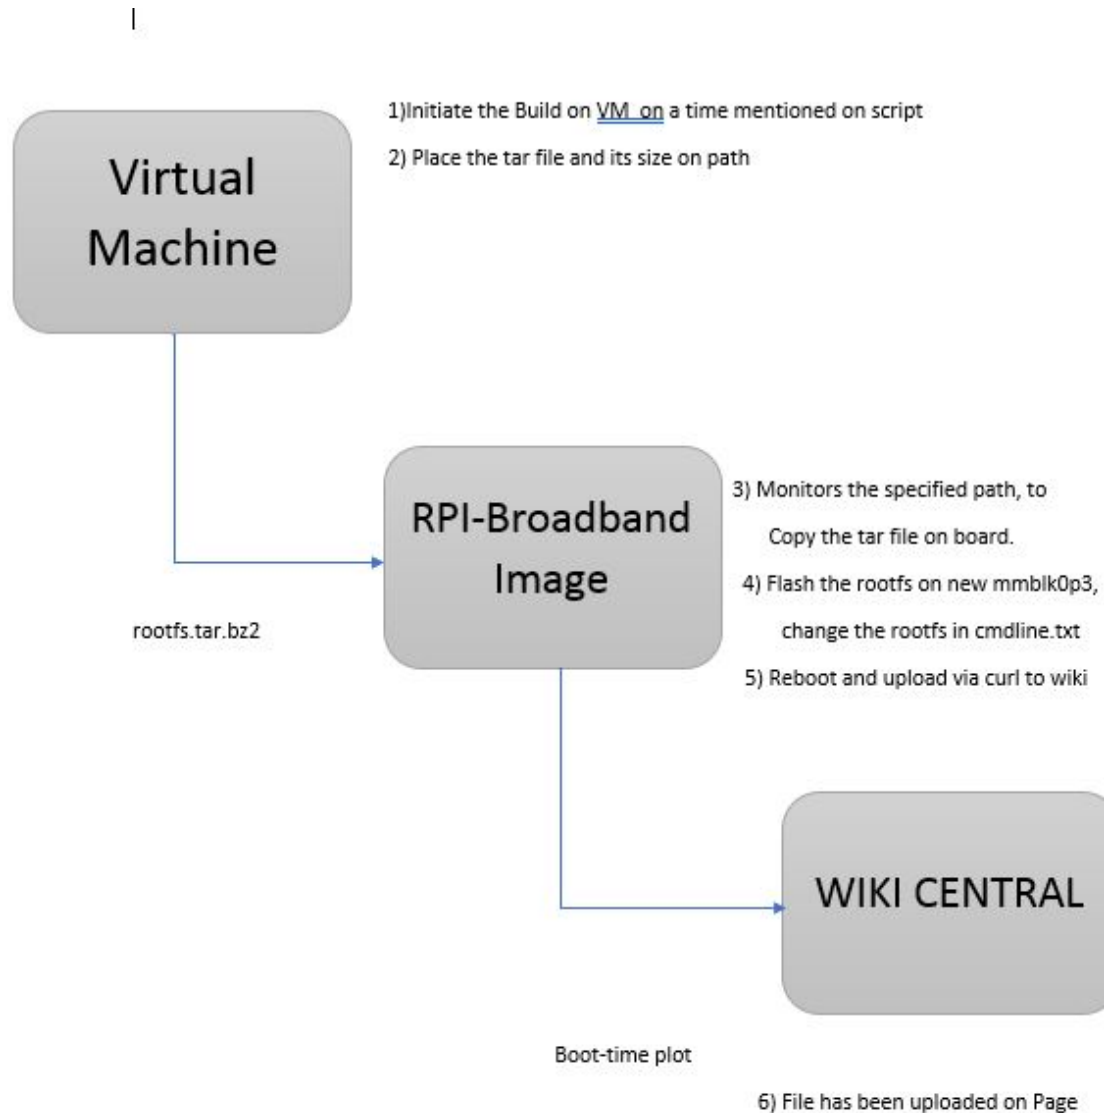 1)Initiate the Build on VM on a time mentioned on script
2) Place the tar file and its size on path
Virtual
Machine
RPI-Broadband
Image
3) Monitors the specified path, to
Copy the tar file on board.
4) Flash the rootfs on new mmblk0p3,
change the rootfs in cmdline.txt
5) Reboot and upload via curl to wiki
rootfs.tar.bz2
WIKI CENTRAL
Boot-time plot
6) File has been uploaded on Page